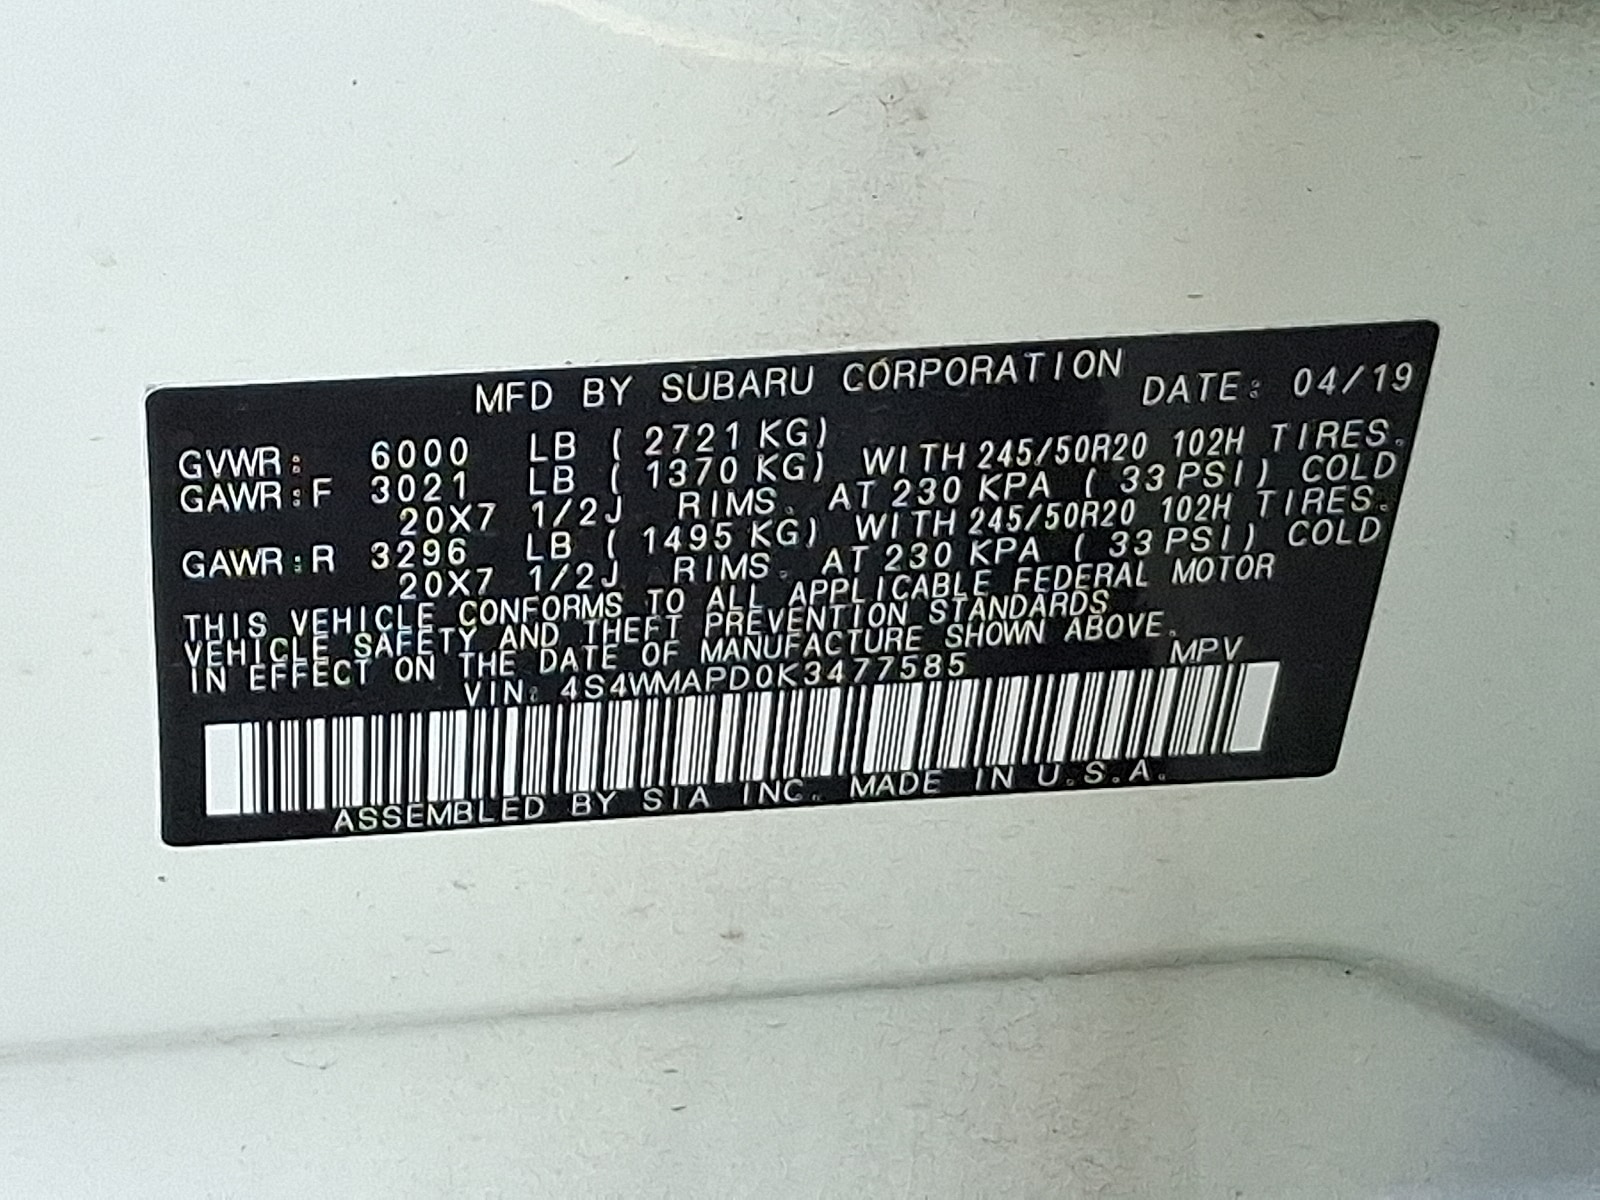 MFD BY SUBARU CORPORATION DATE: 04/19
GVWR: 6000 LB ( 2721 KG)
GAWR:F 3021 LB ( 1370 KG) WITH 245/50R20 102H TIRES.
20X7 1/2J RIMS. AT 230 KPA ( 33 PSI) COLD
GAWR:R 3296 LB ( 1495 KG) WITH 245/50R20 102H TIRES.
20X7 1/2J RIMS. AT 230 KPA ( 33 PSI) COLD
THIS VEHICLE CONFORMS TO ALL APPLICABLE FEDERAL MOTOR
VEHICLE SAFETY AND THEFT PREVENTION STANDARDS
IN EFFECT ON THE DATE OF MANUFACTURE SHOWN ABOVE.
VIN: 4S4WMAPD0K3477585 MPV
ASSEMBLED BY SIA INC. MADE IN U.S.A.